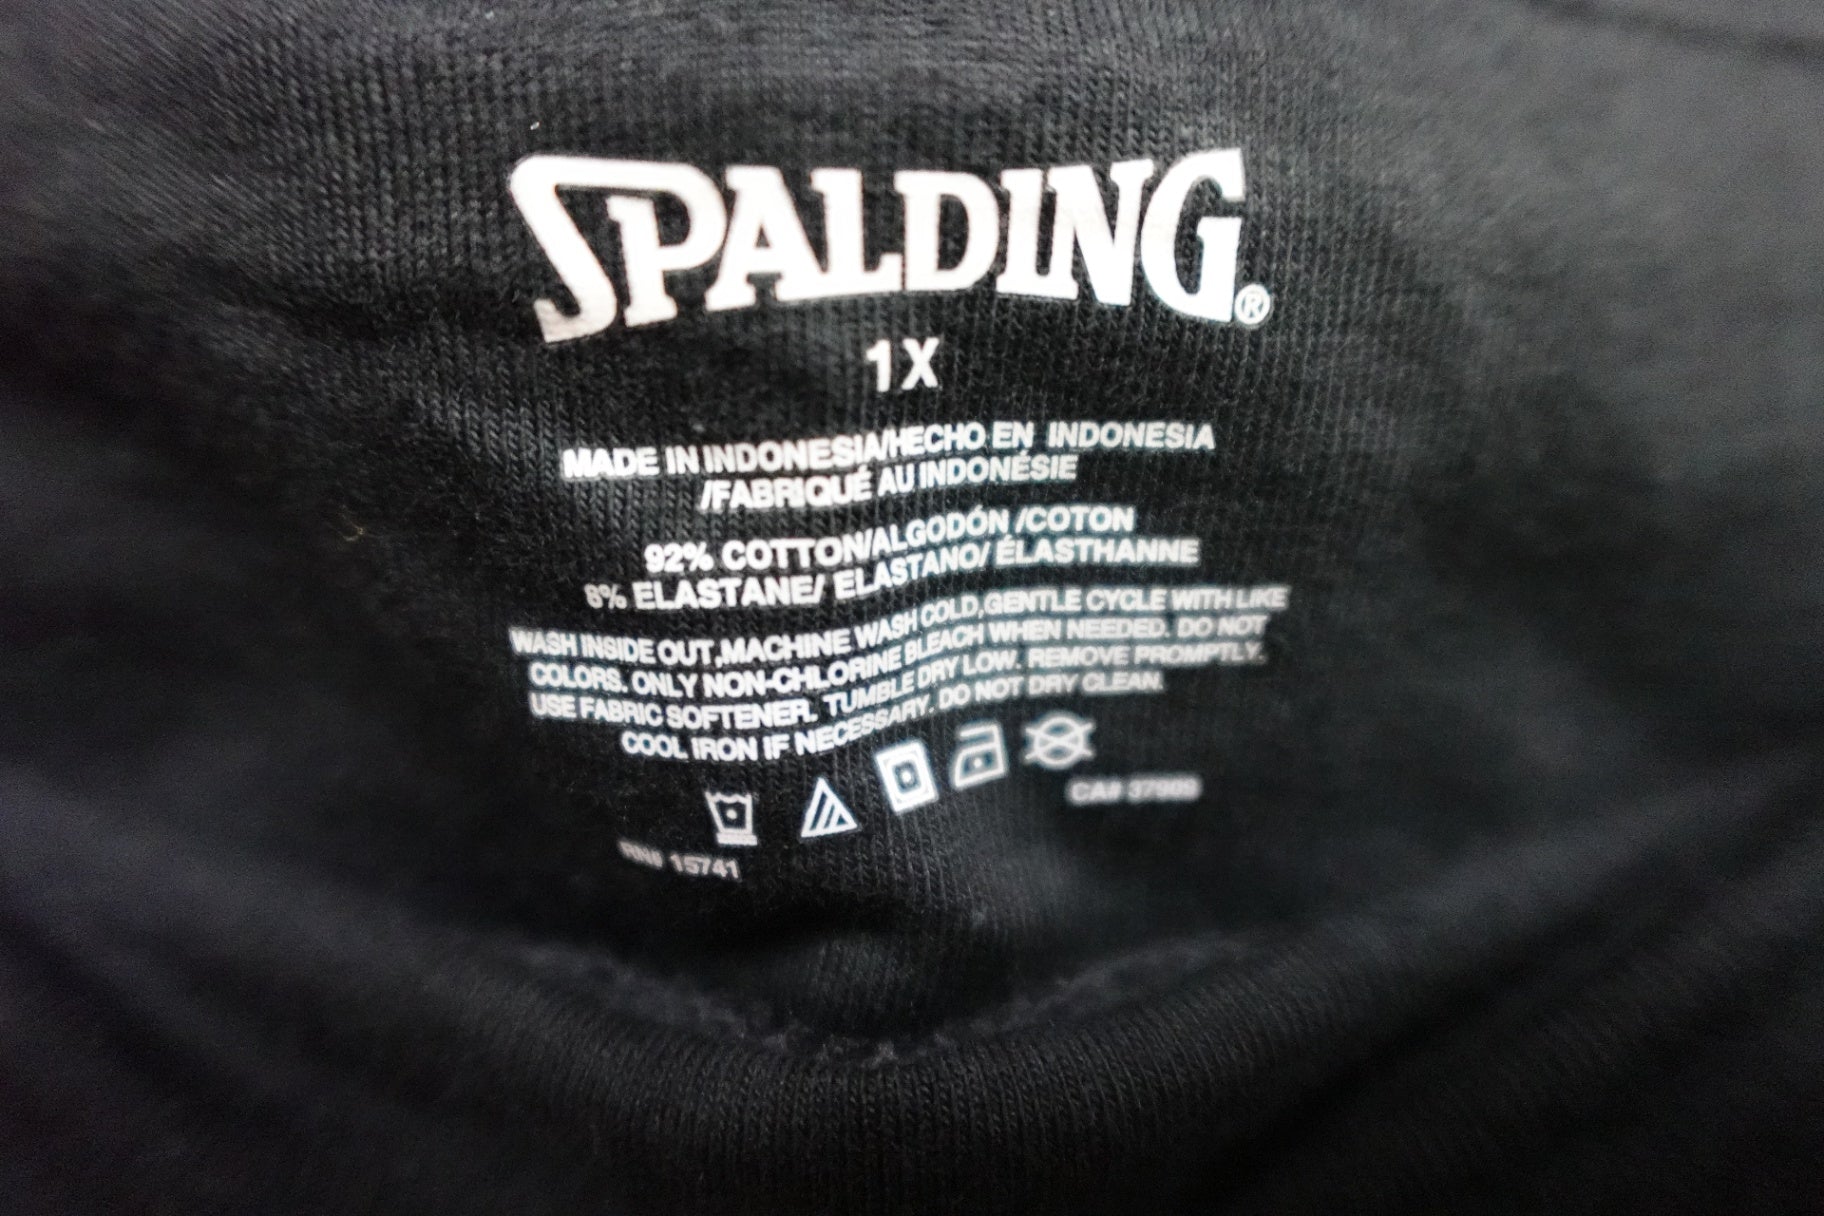 SPALDING®
1X
MADE IN INDONESIA/HECHO EN INDONESIA
/FABRIQUÉ AU INDONÉSIE
92% COTTON/ALGODÓN /COTON
8% ELASTANE/ ELASTANO/ ÉLASTHANNE
WASH INSIDE OUT,MACHINE WASH COLD,GENTLE CYCLE WITH LIKE
COLORS. ONLY NON-CHLORINE BLEACH WHEN NEEDED. DO NOT
USE FABRIC SOFTENER. TUMBLE DRY LOW. REMOVE PROMPTLY.
COOL IRON IF NECESSARY. DO NOT DRY CLEAN.
CA#
RN# 15741